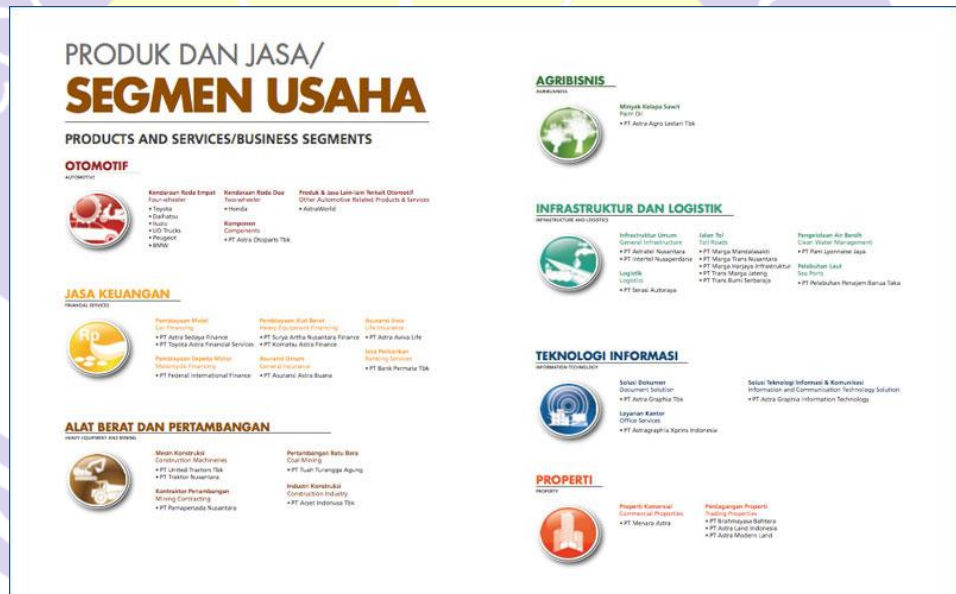 PRODUK DAN JASA/
SEGMEN USAHA
PRODUCTS AND SERVICES/BUSINESS SEGMENTS
OTOMOTIF
AUTOMOTIVE
Kendaraan Roda Empat
Four-wheeler
• Toyota
• Daihatsu
• Isuzu
• UD Trucks
• Peugeot
• BMW
Kendaraan Roda Dua
Two-wheeler
• Honda
Komponen
Components
• PT Astra Otoparts Tbk
Produk & Jasa Lain-lain Terkait Otomotif
Other Automotive Related Products & Services
• AstraWorld
JASA KEUANGAN
FINANCIAL SERVICES
Pembiayaan Mobil
Car Financing
• PT Astra Sedaya Finance
• PT Toyota Astra Financial Services
Pembiayaan Sepeda Motor
Motorcycle Financing
• PT Federal International Finance
Pembiayaan Alat Berat
Heavy Equipment Financing
• PT Surya Artha Nusantara Finance
• PT Komatsu Astra Finance
Asuransi Umum
General Insurance
• PT Asuransi Astra Buana
Asuransi Jiwa
Life Insurance
• PT Astra Aviva Life
Jasa Perbankan
Banking Services
• PT Bank Permata Tbk
Rp
ALAT BERAT DAN PERTAMBANGAN
HEAVY EQUIPMENT AND MINING
Mesin Konstruksi
Construction Machineries
• PT United Tractors Tbk
• PT Traktor Nusantara
Kontraktor Penambangan
Mining Contracting
• PT Pamapersada Nusantara
Pertambangan Batu Bara
Coal Mining
• PT Tuah Turangga Agung
Industri Konstruksi
Construction Industry
• PT Acset Indonusa Tbk
AGRIBISNIS
AGRIBUSINESS
Minyak Kelapa Sawit
Palm Oil
• PT Astra Agro Lestari Tbk
INFRASTRUKTUR DAN LOGISTIK
INFRASTRUCTURE AND LOGISTICS
Infrastruktur Umum
General Infrastructure
• PT Astratel Nusantara
• PT Intertel Nusaperdana
Logistik
Logistics
• PT Serasi Autoraya
Jalan Tol
Toll Roads
• PT Marga Mandalasakti
• PT Marga Trans Nusantara
• PT Marga Harjaya Infrastruktur
• PT Trans Marga Jateng
• PT Trans Bumi Serbaraja
Pengelolaan Air Bersih
Clean Water Management
• PT Pam Lyonnaise Jaya
Pelabuhan Laut
Sea Ports
• PT Pelabuhan Penajam Banua Taka
TEKNOLOGI INFORMASI
INFORMATION TECHNOLOGY
Solusi Dokumen
Document Solution
• PT Astra Graphia Tbk
Layanan Kantor
Office Services
• PT Astragraphia Xprins Indonesia
Solusi Teknologi Informasi & Komunikasi
Information and Communication Technology Solution
• PT Astra Graphia Information Technology
PROPERTI
PROPERTY
Properti Komersial
Commercial Properties
• PT Menara Astra
Perdagangan Properti
Trading Properties
• PT Brahmayasa Bahtera
• PT Astra Land Indonesia
• PT Astra Modern Land